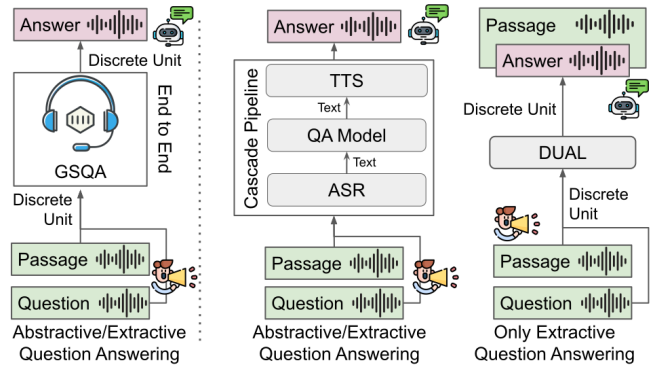 Answer
Discrete Unit
GSQA
End to End
Discrete
Unit
Passage
Question
Abstractive/Extractive
Question Answering
Answer
Cascade Pipeline
TTS
Text
QA Model
Text
ASR
Passage
Question
Abstractive/Extractive
Question Answering
Passage
Answer
Discrete Unit
DUAL
Discrete
Unit
Passage
Question
Only Extractive
Question Answering